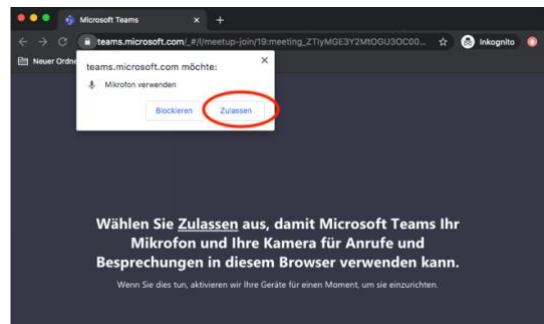 Microsoft Teams
teams.microsoft.com/_#/l/meetup-join/19:meeting_ZTIyMGE3Y2MtOGU3OC00...
Inkognito
Neuer Ordne
teams.microsoft.com möchte:
Mikrofon verwenden
Blockieren Zulassen
Wählen Sie Zulassen aus, damit Microsoft Teams Ihr
Mikrofon und Ihre Kamera für Anrufe und
Besprechungen in diesem Browser verwenden kann.
Wenn Sie dies tun, aktivieren wir Ihre Geräte für einen Moment, um sie einzurichten.